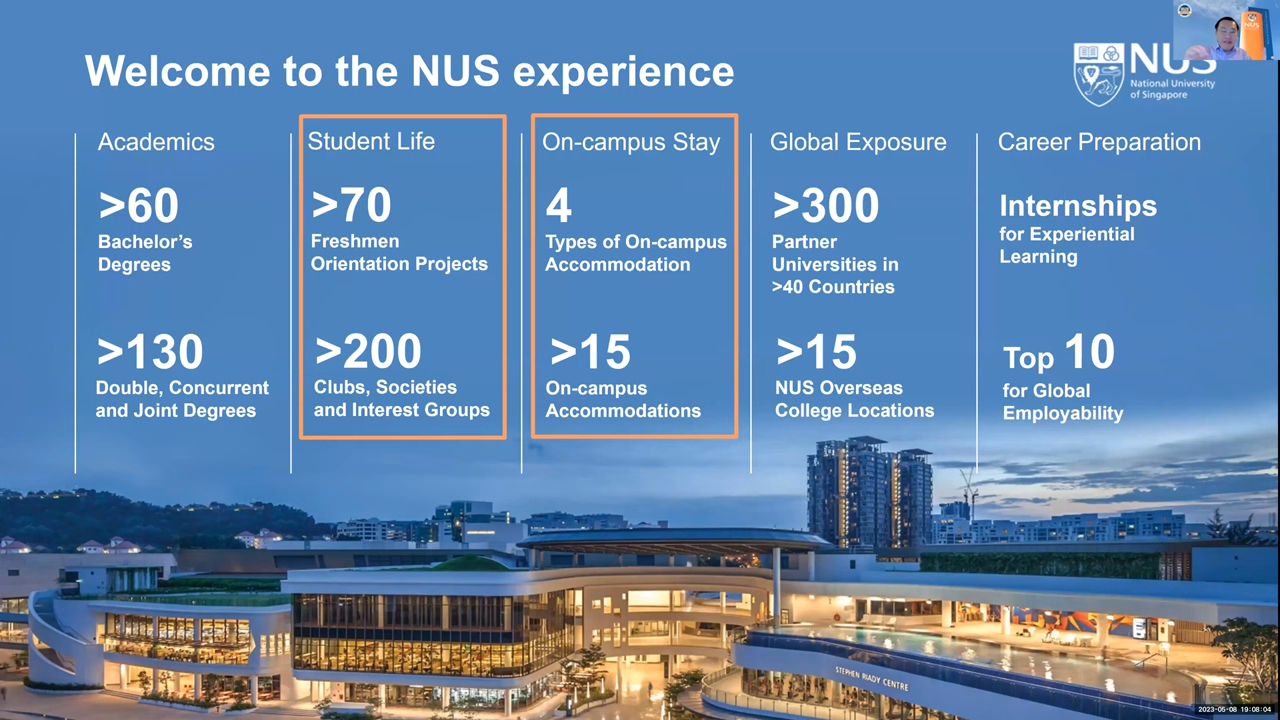 Welcome to the NUS experience
NUS
National University
of Singapore
NUS
Academics
>60
Bachelor’s
Degrees
>130
Double, Concurrent
and Joint Degrees
Student Life
>70
Freshmen
Orientation Projects
>200
Clubs, Societies
and Interest Groups
On-campus Stay
4
Types of On-campus
Accommodation
>15
On-campus
Accommodations
Global Exposure
>300
Partner
Universities in
>40 Countries
>15
NUS Overseas
College Locations
Career Preparation
Internships
for Experiential
Learning
Top 10
for Global
Employability
STEPHEN RIADY CENTRE
2023-05-08 19:08:04